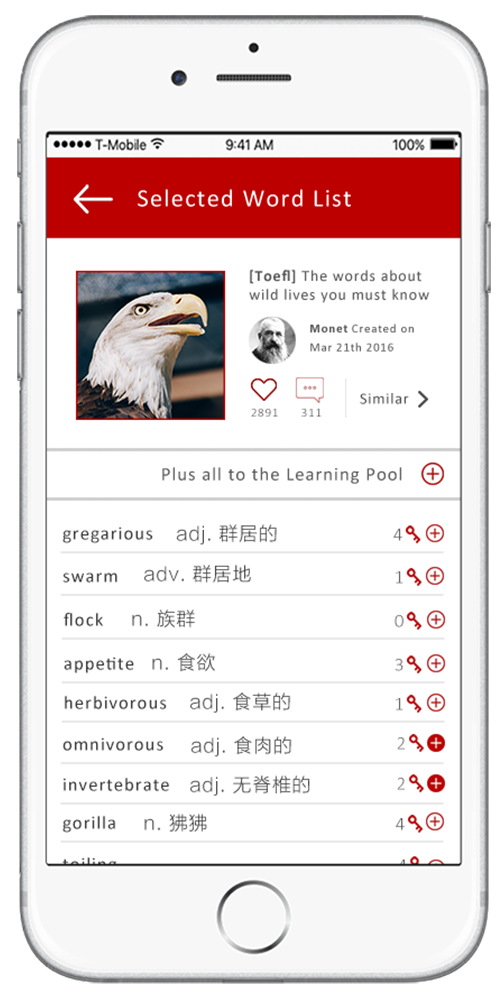 T-Mobile 9:41 AM 100%
Selected Word List
[Toefl] The words about
wild lives you must know
Monet Created on
Mar 21th 2016
2891 311 Similar
Plus all to the Learning Pool
gregarious adj. 群居的 4
swarm adv. 群居地 1
flock n. 族群 0
appetite n. 食欲 3
herbivorous adj. 食草的 1
omnivorous adj. 食肉的 2
invertebrate adj. 无脊椎的 2
gorilla n. 狒狒 4